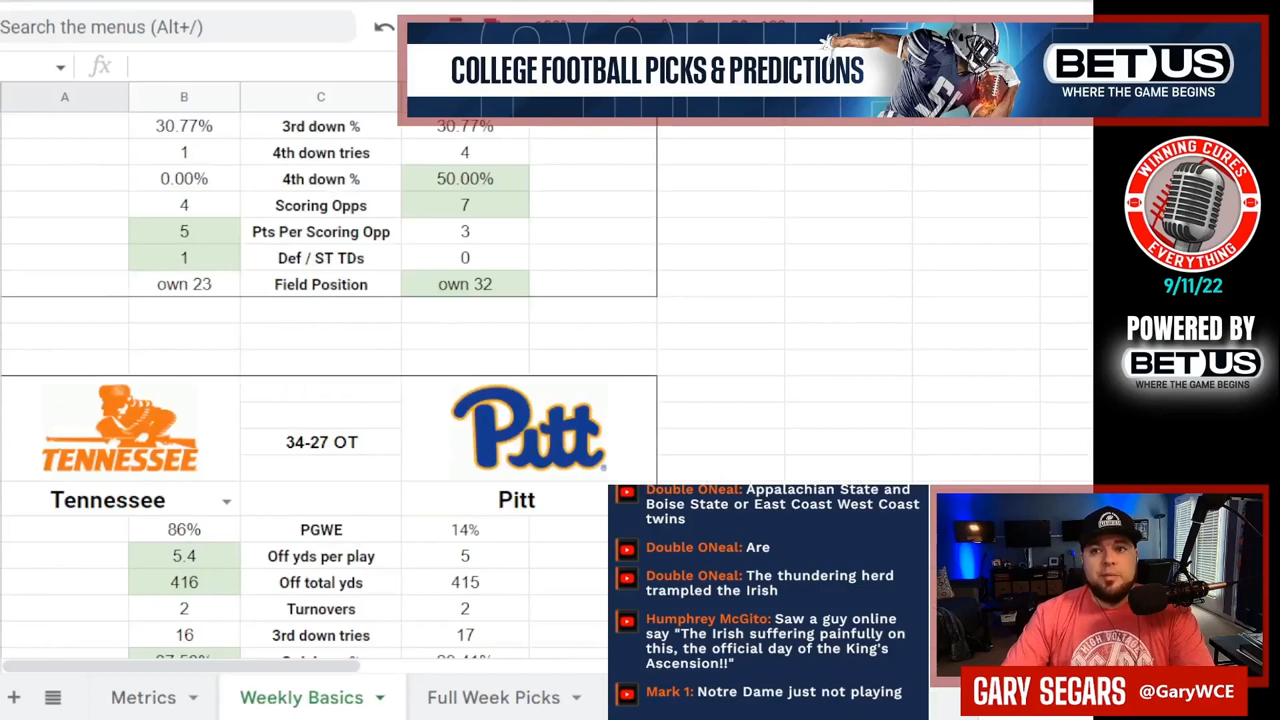 Search the menus (Alt+/)
fx
COLLEGE FOOTBALL PICKS & PREDICTIONS
BETUS
WHERE THE GAME BEGINS
A B C
30.77% 3rd down % 30.77%
1 4th down tries 4
0.00% 4th down % 50.00%
4 Scoring Opps 7
5 Pts Per Scoring Opp 3
1 Def / ST TDs 0
own 23 Field Position own 32
WINNING CURES
EVERYTHING
9/11/22
POWERED BY
BETUS
WHERE THE GAME BEGINS
TENNESSEE
34-27 OT
Pitt
Tennessee Pitt
86% PGWE 14%
5.4 Off yds per play 5
416 Off total yds 415
2 Turnovers 2
16 3rd down tries 17
Double ONeal: Appalachian State and
Boise State or East Coast West Coast
twins
Double ONeal: Are
Double ONeal: The thundering herd
trampled the Irish
Humphrey McGito: Saw a guy online
say "The Irish suffering painfully on
this, the official day of the King's
Ascension!!"
Mark 1: Notre Dame just not playing
HIGH VOLTAGE
GARY SEGARS @GaryWCE
+ Metrics Weekly Basics Full Week Picks